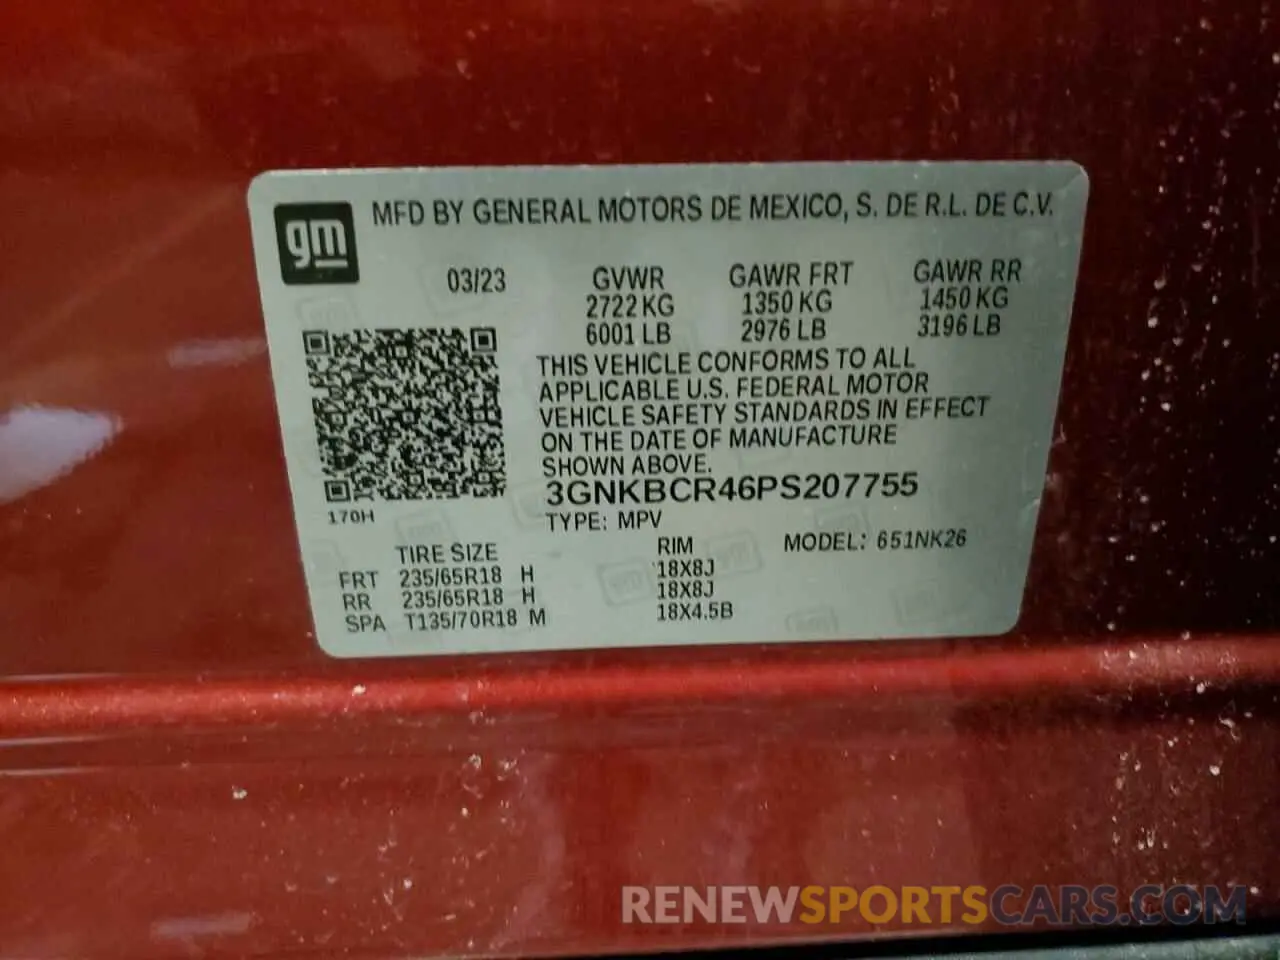 gm
MFD BY GENERAL MOTORS DE MEXICO, S. DE R.L. DE C.V.
03/23 GVWR GAWR FRT GAWR RR
2722 KG 1350 KG 1450 KG
6001 LB 2976 LB 3196 LB
THIS VEHICLE CONFORMS TO ALL
APPLICABLE U.S. FEDERAL MOTOR
VEHICLE SAFETY STANDARDS IN EFFECT
ON THE DATE OF MANUFACTURE
SHOWN ABOVE.
3GNKBCR46PS207755
170H
TYPE: MPV
TIRE SIZE RIM MODEL: 651NK26
FRT 235/65R18 H 18X8J
RR 235/65R18 H 18X8J
SPA T135/70R18 M 18X4.5B
RENEWSPORTSCARS.COM